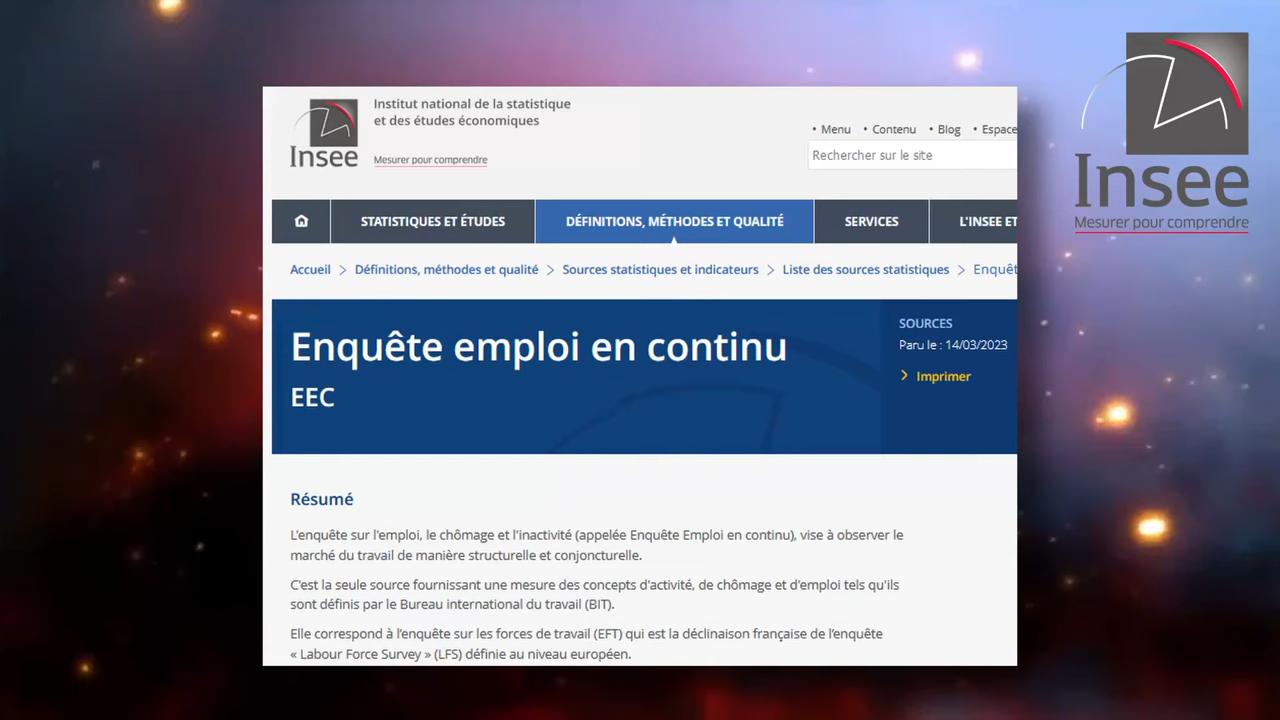 Institut national de la statistique
et des études économiques
Insee
Mesurer pour comprendre
• Menu • Contenu • Blog • Espace
Rechercher sur le site
STATISTIQUES ET ÉTUDES DÉFINITIONS, MÉTHODES ET QUALITÉ SERVICES L'INSEE ET
Accueil > Définitions, méthodes et qualité > Sources statistiques et indicateurs > Liste des sources statistiques > Enquêt
Enquête emploi en continu
EEC
SOURCES
Paru le : 14/03/2023
> Imprimer
Résumé
L'enquête sur l'emploi, le chômage et l'inactivité (appelée Enquête Emploi en continu), vise à observer le
marché du travail de manière structurelle et conjoncturelle.
C'est la seule source fournissant une mesure des concepts d'activité, de chômage et d'emploi tels qu'ils
sont définis par le Bureau international du travail (BIT).
Elle correspond à l’enquête sur les forces de travail (EFT) qui est la déclinaison française de l’enquête
« Labour Force Survey » (LFS) définie au niveau européen.
Insee
Mesurer pour comprendre